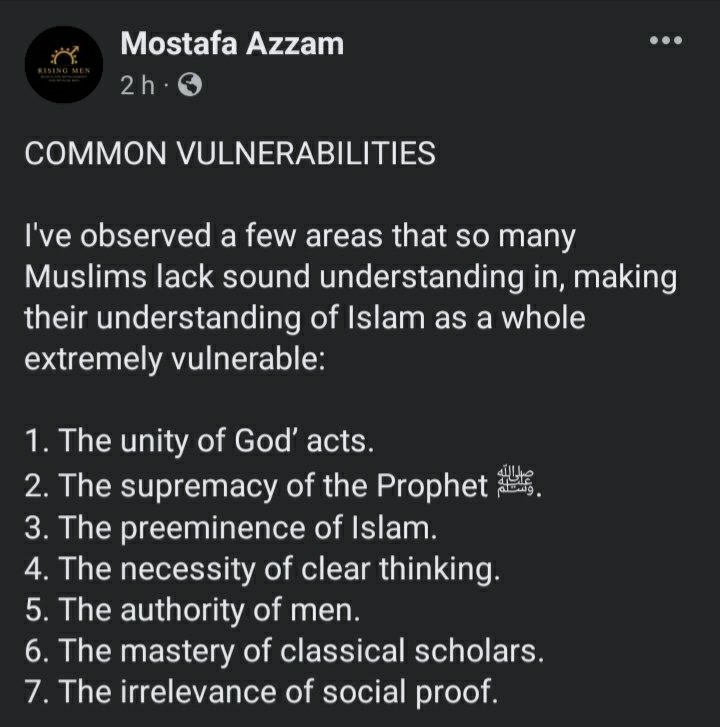 Mostafa Azzam
RISING MEN
2 h ·
COMMON VULNERABILITIES
I've observed a few areas that so many
Muslims lack sound understanding in, making
their understanding of Islam as a whole
extremely vulnerable:
1. The unity of God’ acts.
2. The supremacy of the Prophet ﷺ.
3. The preeminence of Islam.
4. The necessity of clear thinking.
5. The authority of men.
6. The mastery of classical scholars.
7. The irrelevance of social proof.